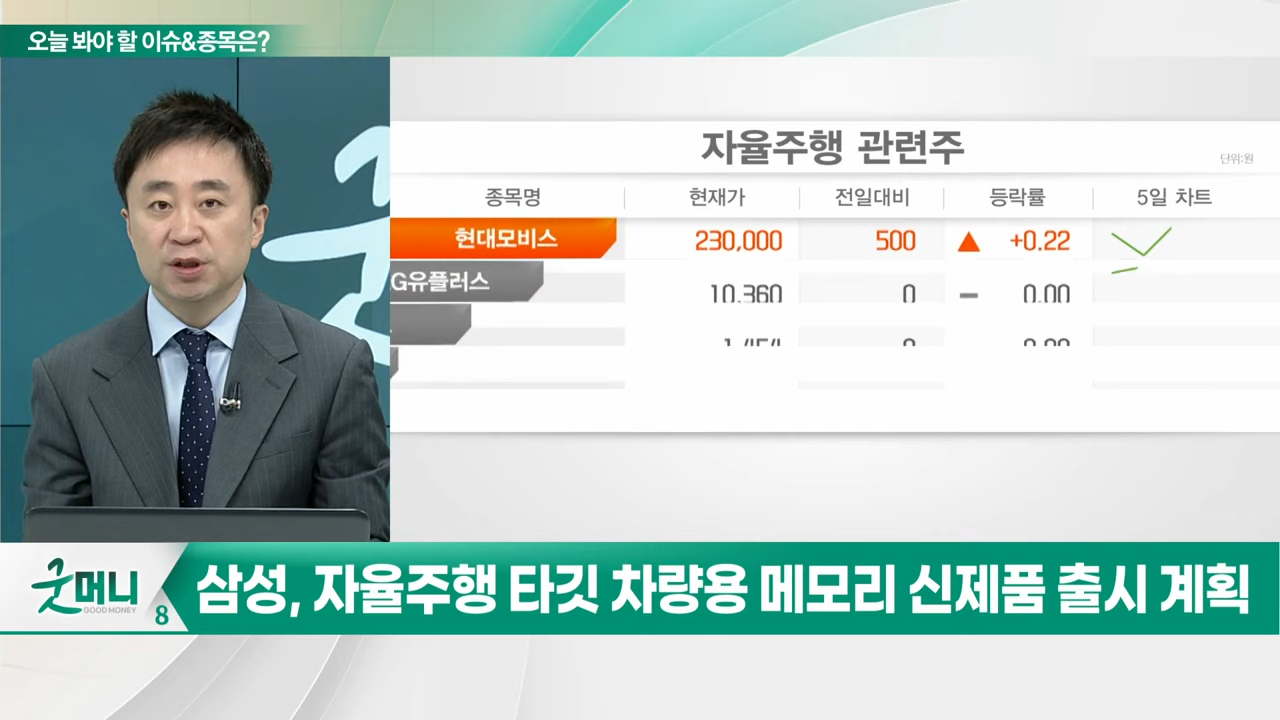 오늘 봐야 할 이슈&종목은?
자율주행 관련주
단위:원
종목명 현재가 전일대비 등락률 5일 차트
현대모비스 230,000 500 ▲ +0.22
G유플러스 10,360 0 0.00
굿머니
GOOD MONEY
8
삼성, 자율주행 타깃 차량용 메모리 신제품 출시 계획